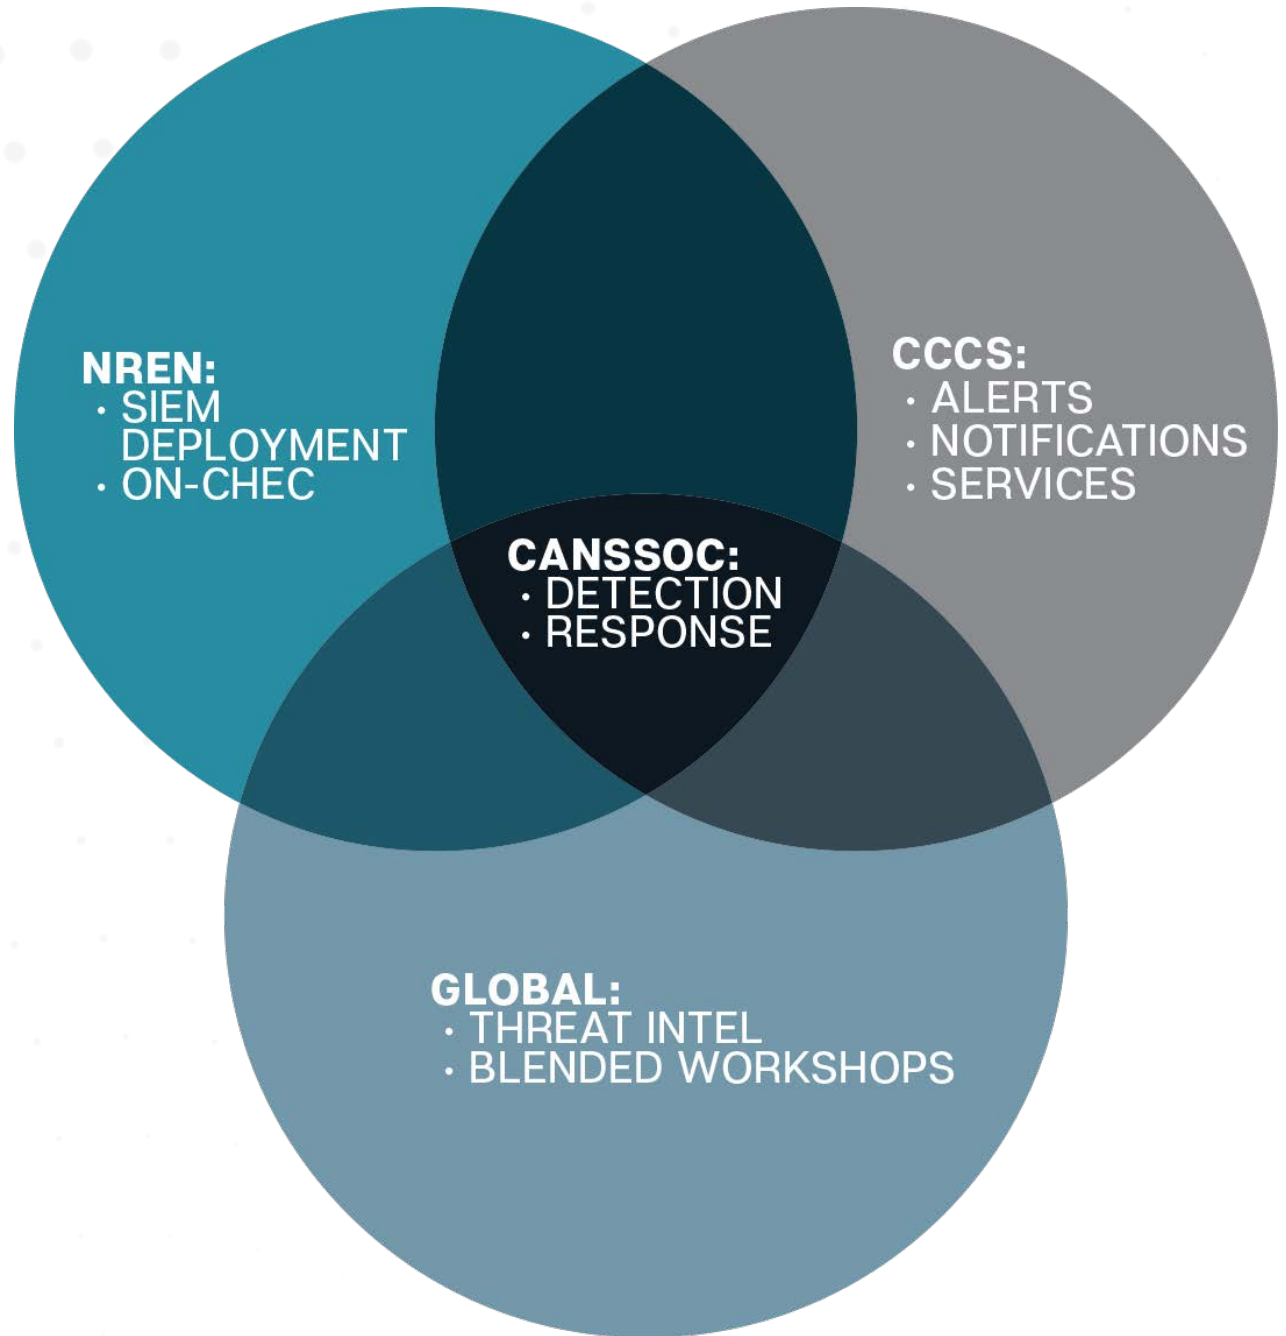 NREN:
· SIEM
DEPLOYMENT
· ON-CHEC
CCCS:
· ALERTS
· NOTIFICATIONS
· SERVICES
CANSSOC:
· DETECTION
· RESPONSE
GLOBAL:
· THREAT INTEL
· BLENDED WORKSHOPS